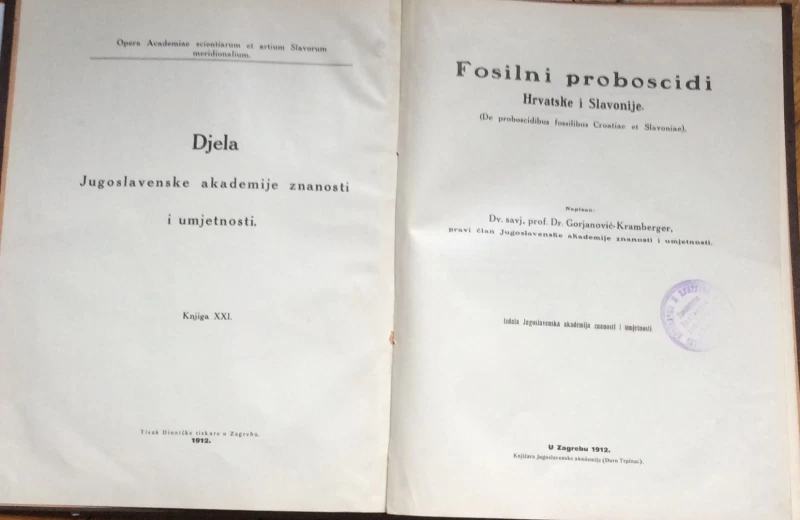 Opera Academiae scientiarum et artium Slavorum
meridionalium.
Djela
Jugoslavenske akademije znanosti
i umjetnosti.
Knjiga XXI.
Tisak Dioničke tiskare u Zagrebu.
1912.
Fosilni proboscidi
Hrvatske i Slavonije.
(De proboscidibus fossilibus Croatiae et Slavoniae).
Napisao:
Dv. savj. prof. Dr. Gorjanović-Kramberger,
pravi član Jugoslavenske akademije znanosti i umjetnosti.
Izdala Jugoslavenska akademija znanosti i umjetnosti.
U Zagrebu 1912.
Knjižara Jugoslavenske akademije (Đuro Trpinac).